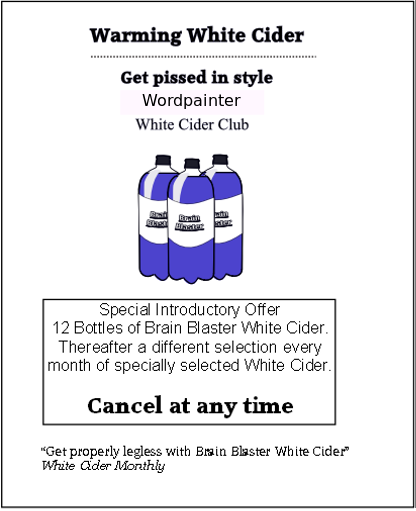 Warming White Cider
Get pissed in style
Wordpainter
White Cider Club
Brain
Blaster
Brain
Blaster
Brain
Blaster
Special Introductory Offer
12 Bottles of Brain Blaster White Cider.
Thereafter a different selection every
month of specially selected White Cider.
Cancel at any time
“Get properly legless with Brain Blaster White Cider”
White Cider Monthly